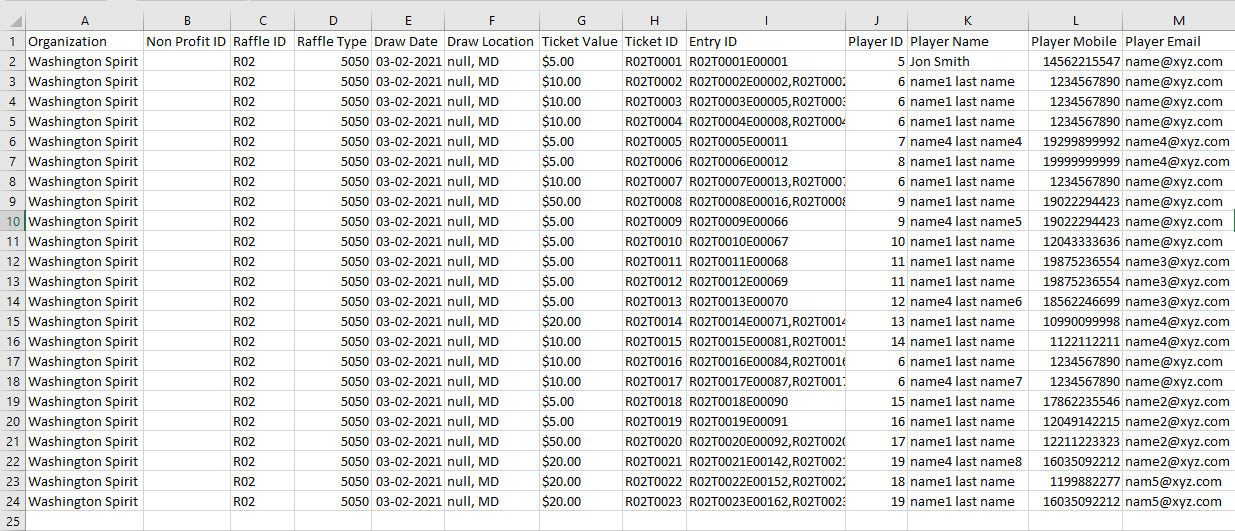 A B C D E F G H I J K L M
1 Organization Non Profit ID Raffle ID Raffle Type Draw Date Draw Location Ticket Value Ticket ID Entry ID Player ID Player Name Player Mobile Player Email
2 Washington Spirit R02 5050 03-02-2021 null, MD $5.00 R02T0001 R02T0001E00001 5 Jon Smith 14562215547 name@xyz.com
3 Washington Spirit R02 5050 03-02-2021 null, MD $10.00 R02T0002 R02T0002E00002,R02T0002 6 name1 last name 1234567890 name@xyz.com
4 Washington Spirit R02 5050 03-02-2021 null, MD $10.00 R02T0003 R02T0003E00005,R02T0003 6 name1 last name 1234567890 name@xyz.com
5 Washington Spirit R02 5050 03-02-2021 null, MD $10.00 R02T0004 R02T0004E00008,R02T0004 6 name1 last name 1234567890 name@xyz.com
6 Washington Spirit R02 5050 03-02-2021 null, MD $5.00 R02T0005 R02T0005E00011 7 name4 last name4 19299899992 name4@xyz.com
7 Washington Spirit R02 5050 03-02-2021 null, MD $5.00 R02T0006 R02T0006E00012 8 name1 last name 19999999999 name4@xyz.com
8 Washington Spirit R02 5050 03-02-2021 null, MD $10.00 R02T0007 R02T0007E00013,R02T0007 6 name1 last name 1234567890 name@xyz.com
9 Washington Spirit R02 5050 03-02-2021 null, MD $50.00 R02T0008 R02T0008E00016,R02T0008 9 name1 last name 19022294423 name@xyz.com
10 Washington Spirit R02 5050 03-02-2021 null, MD $5.00 R02T0009 R02T0009E00066 9 name4 last name5 19022294423 name@xyz.com
11 Washington Spirit R02 5050 03-02-2021 null, MD $5.00 R02T0010 R02T0010E00067 10 name1 last name 12043333636 name@xyz.com
12 Washington Spirit R02 5050 03-02-2021 null, MD $5.00 R02T0011 R02T0011E00068 11 name1 last name 19875236554 name3@xyz.com
13 Washington Spirit R02 5050 03-02-2021 null, MD $5.00 R02T0012 R02T0012E00069 11 name1 last name 19875236554 name3@xyz.com
14 Washington Spirit R02 5050 03-02-2021 null, MD $5.00 R02T0013 R02T0013E00070 12 name4 last name6 18562246699 name3@xyz.com
15 Washington Spirit R02 5050 03-02-2021 null, MD $20.00 R02T0014 R02T0014E00071,R02T0014 13 name1 last name 10990099998 name4@xyz.com
16 Washington Spirit R02 5050 03-02-2021 null, MD $10.00 R02T0015 R02T0015E00081,R02T0015 14 name1 last name 1122112211 name4@xyz.com
17 Washington Spirit R02 5050 03-02-2021 null, MD $10.00 R02T0016 R02T0016E00084,R02T0016 6 name1 last name 1234567890 name@xyz.com
18 Washington Spirit R02 5050 03-02-2021 null, MD $10.00 R02T0017 R02T0017E00087,R02T0017 6 name4 last name7 1234567890 name@xyz.com
19 Washington Spirit R02 5050 03-02-2021 null, MD $5.00 R02T0018 R02T0018E00090 15 name1 last name 17862235546 name2@xyz.com
20 Washington Spirit R02 5050 03-02-2021 null, MD $5.00 R02T0019 R02T0019E00091 16 name1 last name 12049142215 name2@xyz.com
21 Washington Spirit R02 5050 03-02-2021 null, MD $50.00 R02T0020 R02T0020E00092,R02T0020 17 name1 last name 12211223323 name2@xyz.com
22 Washington Spirit R02 5050 03-02-2021 null, MD $20.00 R02T0021 R02T0021E00142,R02T0021 19 name4 last name8 16035092212 name2@xyz.com
23 Washington Spirit R02 5050 03-02-2021 null, MD $20.00 R02T0022 R02T0022E00152,R02T0022 18 name1 last name 1199882277 nam5@xyz.com
24 Washington Spirit R02 5050 03-02-2021 null, MD $20.00 R02T0023 R02T0023E00162,R02T0023 19 name1 last name 16035092212 nam5@xyz.com
25